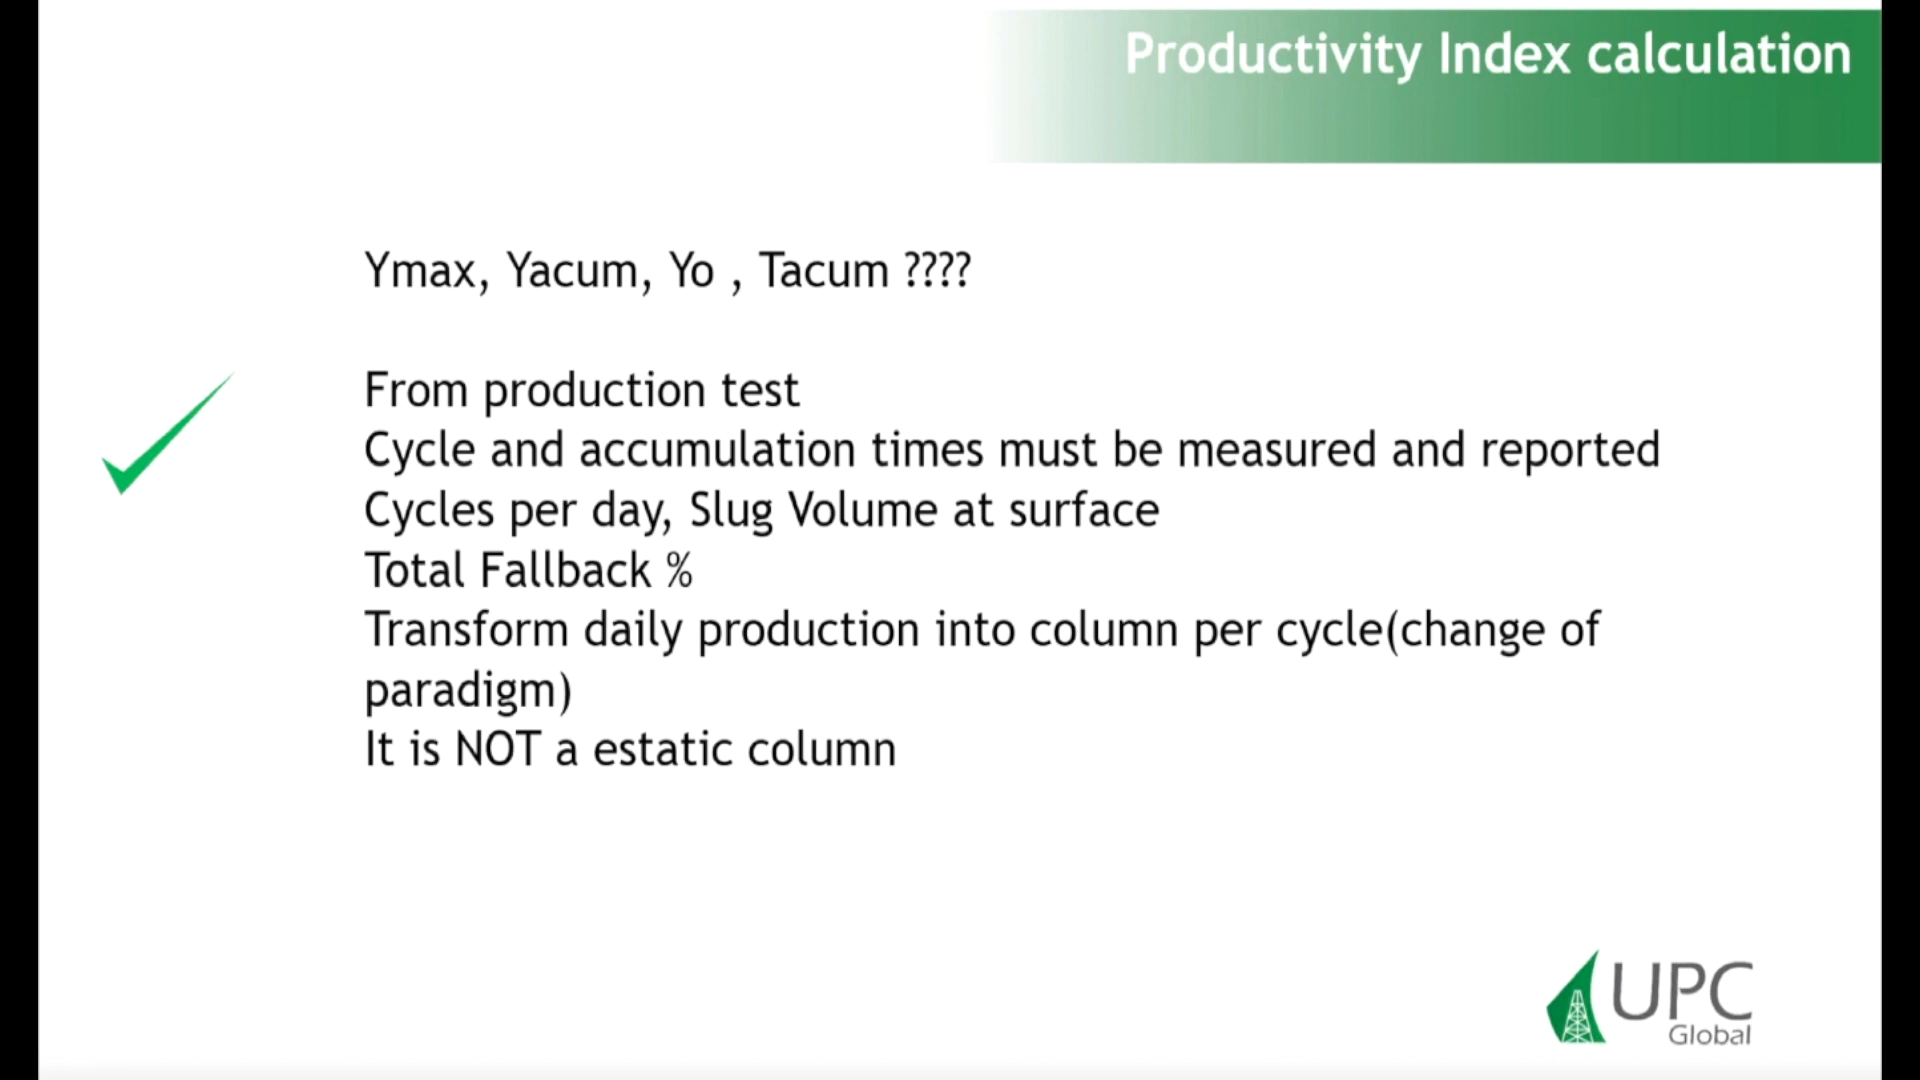 Productivity Index calculation
Ymax, Yacum, Yo , Tacum ????
From production test
Cycle and accumulation times must be measured and reported
Cycles per day, Slug Volume at surface
Total Fallback %
Transform daily production into column per cycle(change of
paradigm)
It is NOT a estatic column
UPC
Global